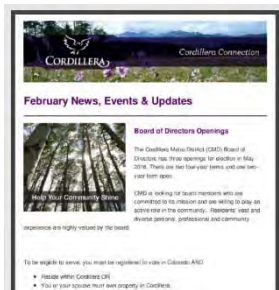 CORDILLERA
Cordillera Connection
February News, Events & Updates
Board of Directors Openings
The Cordillera Metro District (CMD) Board of
Directors has three openings for election in May
2016. There are two four-year terms and one two-
year term open.
CMD is looking for board members who are
committed to its mission and are willing to play an
active role in the community. Residents' vast and
diverse personal, professional and community
experience are highly valued by the board.
Help Your Community Shine
To be eligible to serve, you must be registered to vote in Colorado AND
Reside within Cordillera OR
You or your spouse must own property in Cordillera.